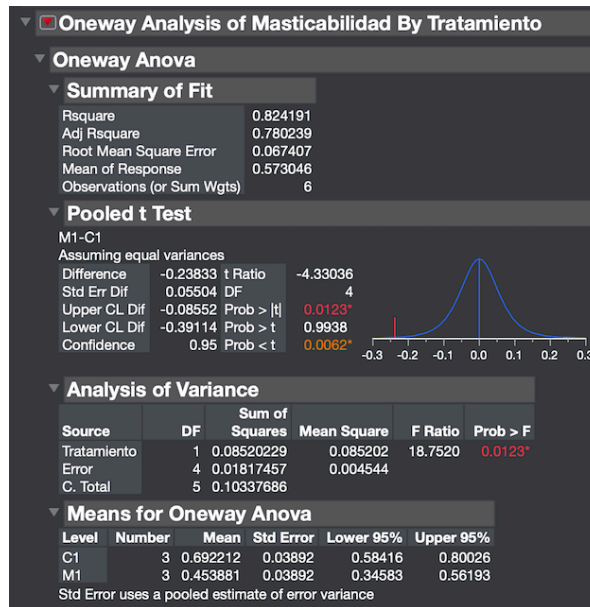 Oneway Analysis of Masticabilidad By Tratamiento
Oneway Anova
Summary of Fit
Rsquare 0.824191
Adj Rsquare 0.780239
Root Mean Square Error 0.067407
Mean of Response 0.573046
Observations (or Sum Wgts) 6
Pooled t Test
M1-C1
Assuming equal variances
Difference -0.23833 t Ratio -4.33036
Std Err Dif 0.05504 DF 4
Upper CL Dif -0.08552 Prob > |t| 0.0123*
Lower CL Dif -0.39114 Prob > t 0.9938
Confidence 0.95 Prob < t 0.0062*
-0.3 -0.2 -0.1 0.0 0.1 0.2 0.3
Analysis of Variance
Source DF Sum of Squares Mean Square F Ratio Prob > F
Tratamiento 1 0.08520229 0.085202 18.7520 0.0123*
Error 4 0.01817457 0.004544
C. Total 5 0.10337686
Means for Oneway Anova
Level Number Mean Std Error Lower 95% Upper 95%
C1 3 0.692212 0.03892 0.58416 0.80026
M1 3 0.453881 0.03892 0.34583 0.56193
Std Error uses a pooled estimate of error variance